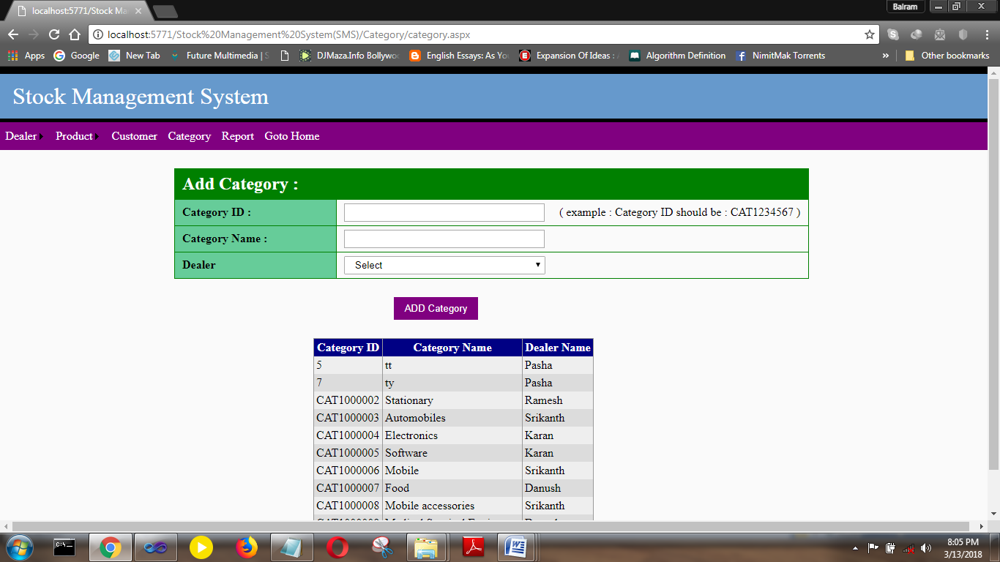 localhost:5771/Stock Ma
Balram
localhost:5771/Stock%20Management%20System(SMS)/Category/category.aspx
Apps Google New Tab Future Multimedia | S DJMaza.Info Bollywo English Essays: As Yo Expansion Of Ideas : Algorithm Definition NimitMak Torrents » Other bookmarks
Stock Management System
Dealer Product Customer Category Report Goto Home
Add Category :
Category ID : ( example : Category ID should be : CAT1234567 )
Category Name :
Dealer Select
ADD Category
Category ID Category Name Dealer Name
5 tt Pasha
7 ty Pasha
CAT1000002 Stationary Ramesh
CAT1000003 Automobiles Srikanth
CAT1000004 Electronics Karan
CAT1000005 Software Karan
CAT1000006 Mobile Srikanth
CAT1000007 Food Danush
CAT1000008 Mobile accessories Srikanth
8:05 PM
3/13/2018